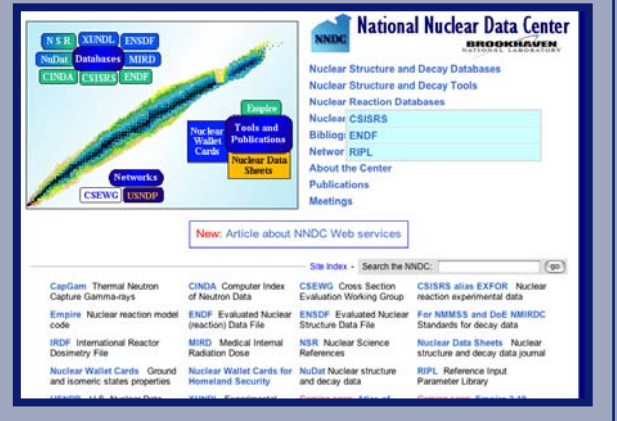 NSR XUNDL ENSDF
NuDat Databases MIRD
CINDA CSISRS ENDF
Empire
Nuclear Wallet Cards
Tools and Publications
Nuclear Data Sheets
Networks
CSEWG USNDP
NNDC
National Nuclear Data Center
BROOKHAVEN
NATIONAL LABORATORY
Nuclear Structure and Decay Databases
Nuclear Structure and Decay Tools
Nuclear Reaction Databases
Nuclear CSISRS
Bibliog ENDF
Networ RIPL
About the Center
Publications
Meetings
New: Article about NNDC Web services
Site Index - Search the NNDC: go
CapGam Thermal Neutron
Capture Gamma-rays
CINDA Computer Index
of Neutron Data
CSEWG Cross Section
Evaluation Working Group
CSISRS alias EXFOR Nuclear
reaction experimental data
Empire Nuclear reaction model
code
ENDF Evaluated Nuclear
(reaction) Data File
ENSDF Evaluated Nuclear
Structure Data File
For NMMSS and DoE NMIRDC
Standards for decay data
IRDF International Reactor
Dosimetry File
MIRD Medical Internal
Radiation Dose
NSR Nuclear Science
References
Nuclear Data Sheets Nuclear
structure and decay data journal
Nuclear Wallet Cards Ground
and isomeric states properties
Nuclear Wallet Cards for
Homeland Security
NuDat Nuclear structure
and decay data
RIPL Reference Input
Parameter Library